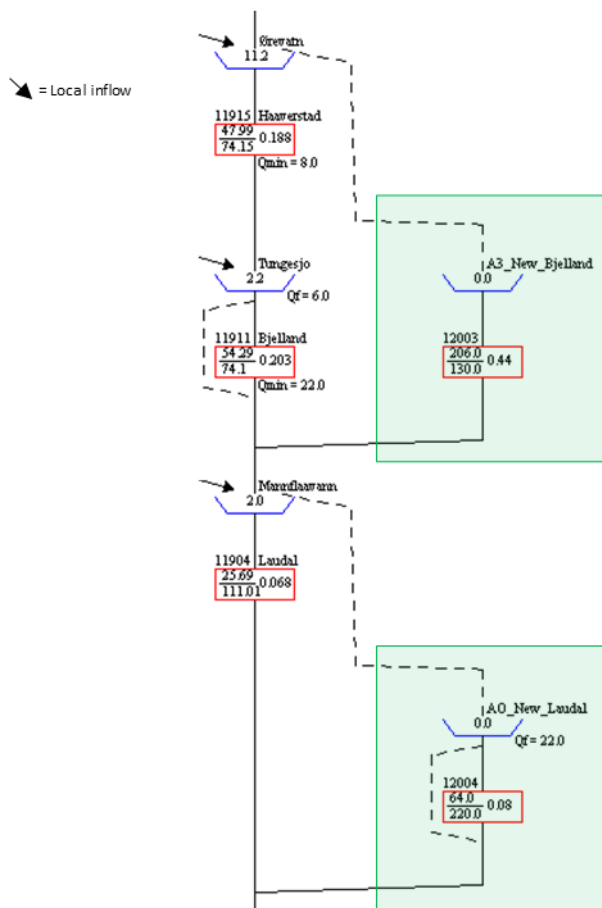 Ørevatn
11.2
= Local inflow
11915 Haaverstad
47.99
74.15
0.188
Qmin = 8.0
Tungesjo
2.2
Qf = 6.0
A3_New_Bjelland
0.0
11911 Bjelland
54.29
74.1
0.203
Qmin = 22.0
12003
206.0
130.0
0.44
Mannflaavann
2.0
11904 Laudal
25.69
111.01
0.068
A0_New_Laudal
0.0
Qf = 22.0
12004
64.0
220.0
0.08